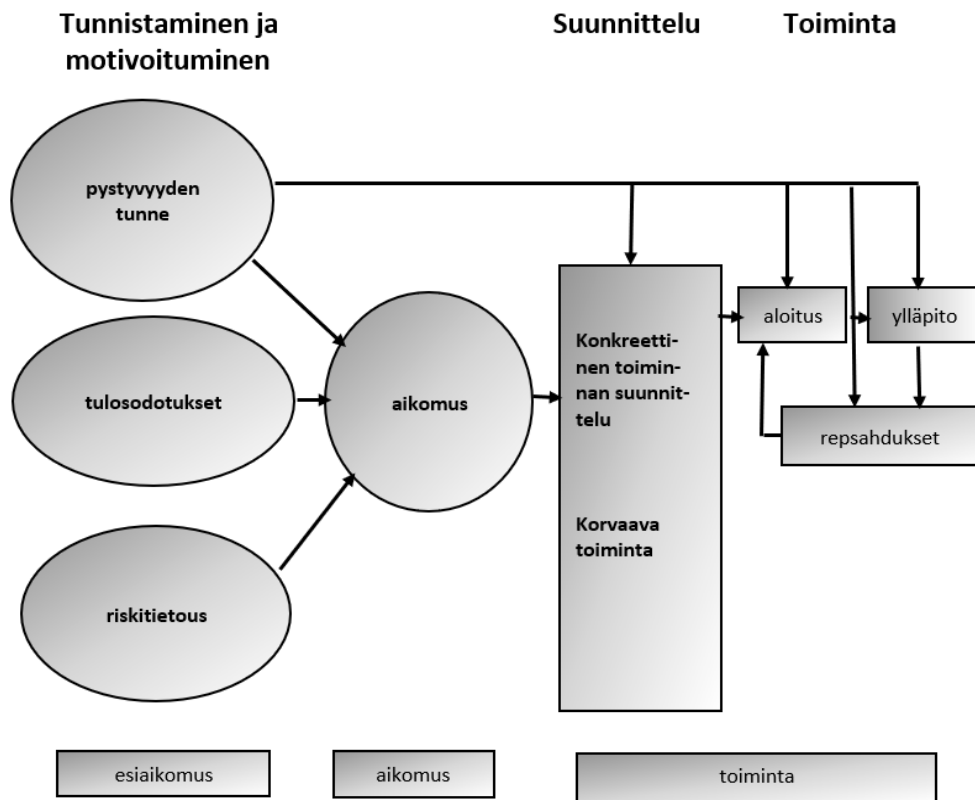 Tunnistaminen ja
motivoituminen
Suunnittelu
Toiminta
pystyvyyden
tunne
tulosodotukset
riskitietous
aikomus
Konkreetti-
nen toimin-
nan suunnit-
telu
Korvaava
toiminta
aloitus
ylläpito
repsahdukset
esiaikomus
aikomus
toiminta